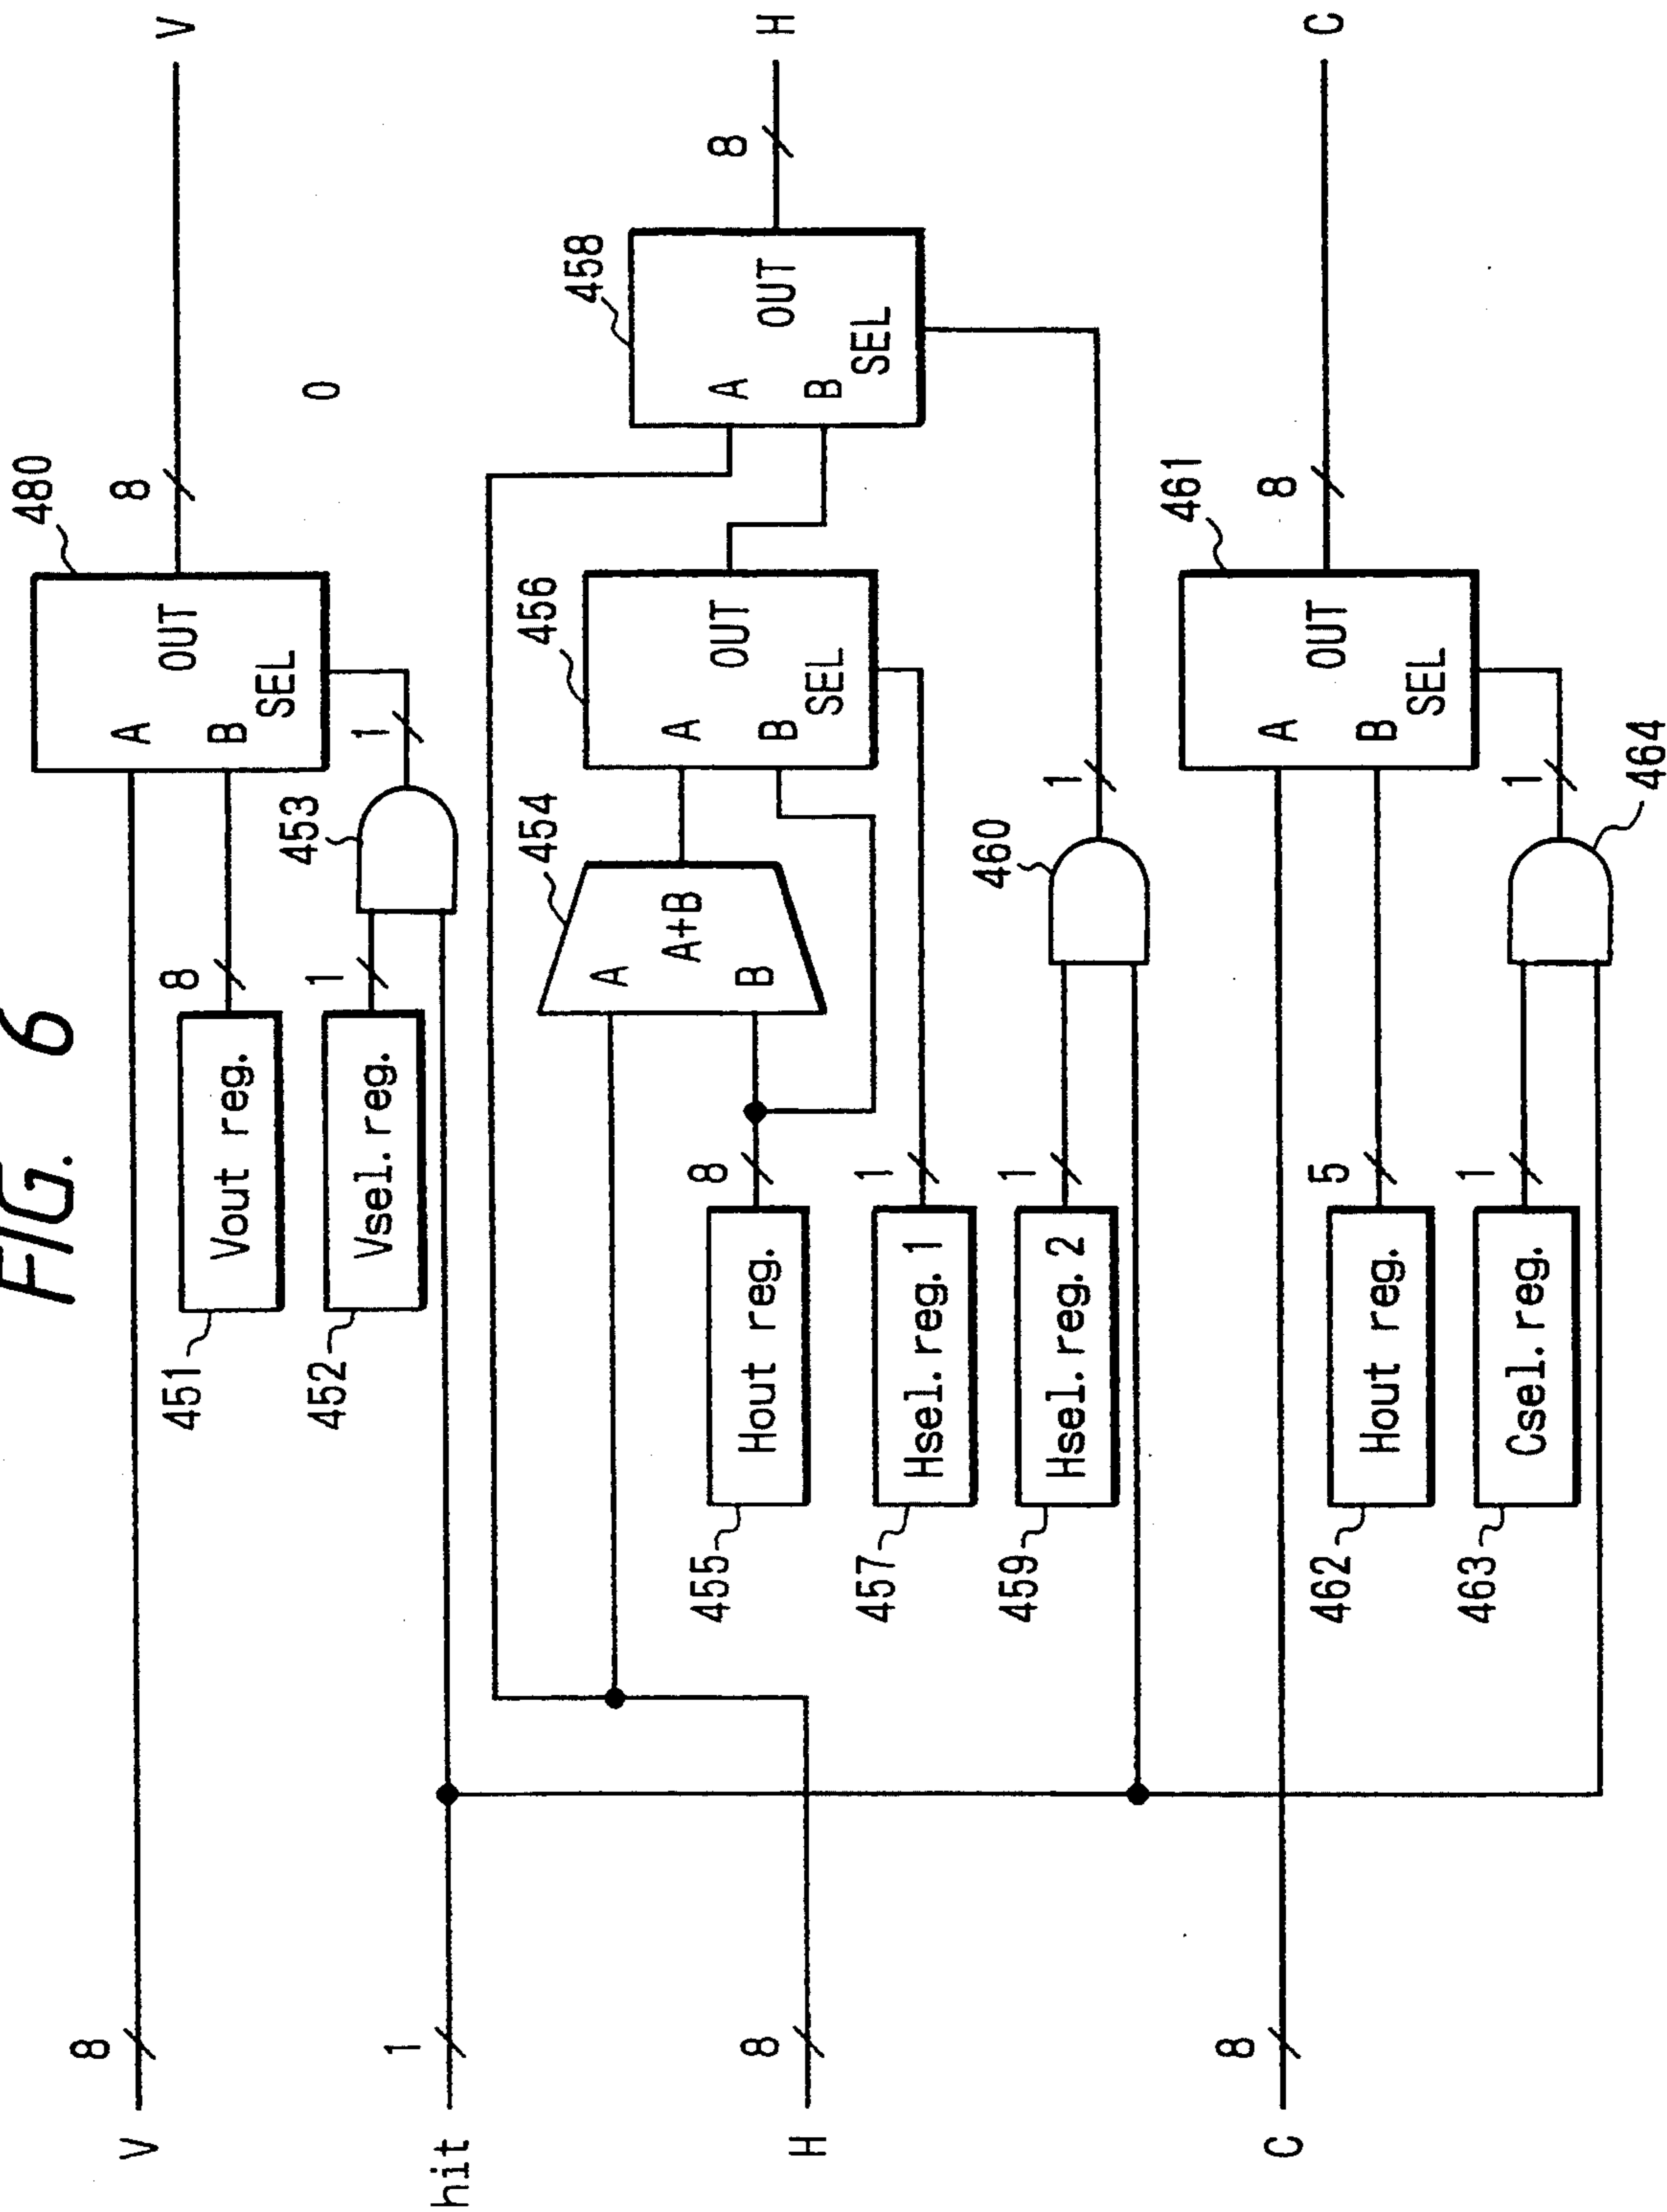 FIG. 6
V
8
480
8
V
A
OUT
B
SEL
451
Vout reg.
8
452
Vsel.reg.
1
453
1
0
hit
1
H
8
454
A
A+B
B
456
A
OUT
B
SEL
458
A
OUT
B
SEL
8
H
455
Hout reg.
8
457
Hsel.reg.1
1
459
Hsel.reg.2
1
460
1
C
8
461
A
OUT
B
SEL
8
C
462
Hout reg.
5
463
Csel.reg.
1
464
1